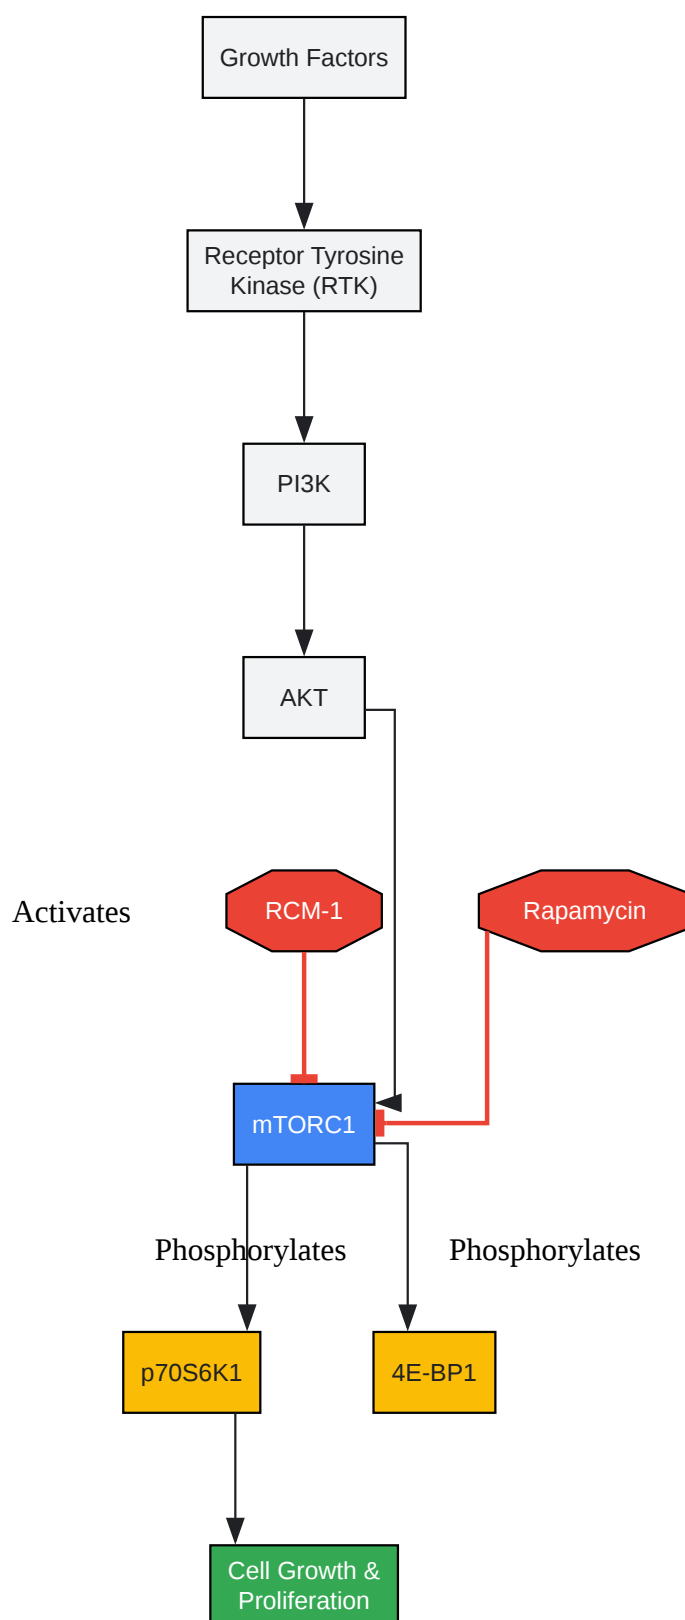 Growth Factors
Receptor Tyrosine
Kinase (RTK)
PI3K
AKT
Activates
RCM-1
Rapamycin
mTORC1
Phosphorylates
Phosphorylates
p70S6K1
4E-BP1
Cell Growth &
Proliferation